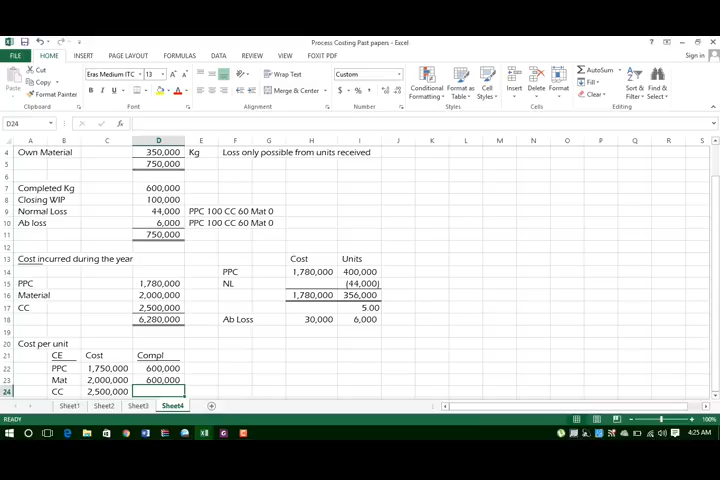 Process Costing Past papers - Excel
Sign in
FILE HOME INSERT PAGE LAYOUT FORMULAS DATA REVIEW VIEW FOXIT PDF
Cut
Copy
Format Painter
Paste
Clipboard
Eras Medium ITC 13
B I U
Font
Wrap Text
Merge & Center
Alignment
Custom
$ % ,
Number
Conditional Formatting
Format as Table
Cell Styles
Styles
Insert Delete Format
Cells
AutoSum
Fill
Clear
Sort & Filter
Find & Select
Editing
D24 fx
A B C D E F G H I J K L M N O P Q R S
4 Own Material 350,000 Kg Loss only possible from units received
5 750,000
6
7 Completed Kg 600,000
8 Closing WIP 100,000
9 Normal Loss 44,000 PPC 100 CC 60 Mat 0
10 Ab loss 6,000 PPC 100 CC 60 Mat 0
11 750,000
12
13 Cost incurred during the year Cost Units
14 PPC 1,780,000 400,000
15 PPC 1,780,000 NL (44,000)
16 Material 2,000,000 1,780,000 356,000
17 CC 2,500,000 5.00
18 6,280,000 Ab Loss 30,000 6,000
19
20 Cost per unit
21 CE Cost Compl
22 PPC 1,750,000 600,000
23 Mat 2,000,000 600,000
24 CC 2,500,000
Sheet1 Sheet2 Sheet3 Sheet4
READY 100%
4:25 AM